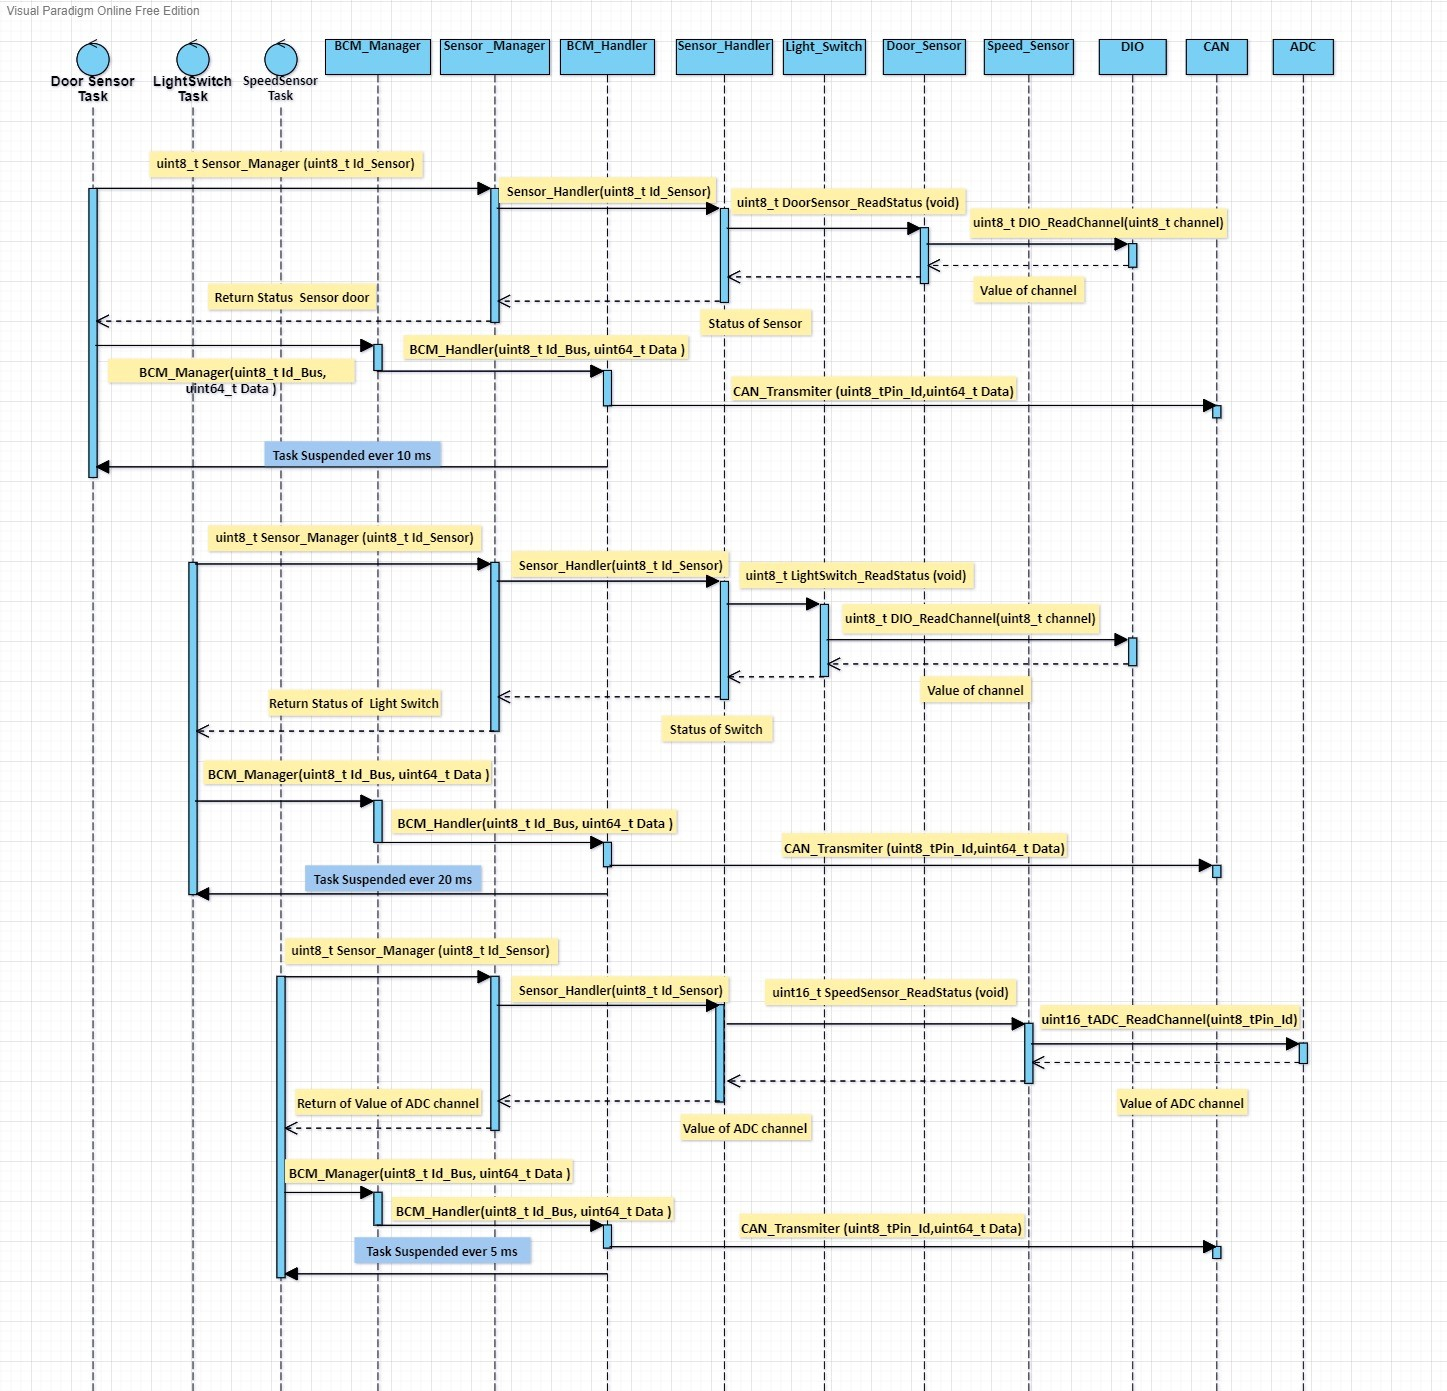 Visual Paradigm Online Free Edition
Door Sensor
Task
LightSwitch
Task
SpeedSensor
Task
BCM_Manager
Sensor _Manager
BCM_Handler
Sensor_Handler
Light_Switch
Door_Sensor
Speed_Sensor
DIO
CAN
ADC
uint8_t Sensor_Manager (uint8_t Id_Sensor)
Sensor_Handler(uint8_t Id_Sensor)
uint8_t DoorSensor_ReadStatus (void)
uint8_t DIO_ReadChannel(uint8_t channel)
Value of channel
Return Status  Sensor door
Status of Sensor
BCM_Handler(uint8_t Id_Bus, uint64_t Data )
BCM_Manager(uint8_t Id_Bus,
uint64_t Data )
CAN_Transmiter (uint8_tPin_Id,uint64_t Data)
Task Suspended ever 10 ms
uint8_t Sensor_Manager (uint8_t Id_Sensor)
Sensor_Handler(uint8_t Id_Sensor)
uint8_t LightSwitch_ReadStatus (void)
uint8_t DIO_ReadChannel(uint8_t channel)
Value of channel
Return Status of  Light Switch
Status of Switch
BCM_Manager(uint8_t Id_Bus, uint64_t Data )
BCM_Handler(uint8_t Id_Bus, uint64_t Data )
CAN_Transmiter (uint8_tPin_Id,uint64_t Data)
Task Suspended ever 20 ms
uint8_t Sensor_Manager (uint8_t Id_Sensor)
Sensor_Handler(uint8_t Id_Sensor)
uint16_t SpeedSensor_ReadStatus (void)
uint16_tADC_ReadChannel(uint8_tPin_Id)
Return of Value of ADC channel
Value of ADC channel
Value of ADC channel
BCM_Manager(uint8_t Id_Bus, uint64_t Data )
BCM_Handler(uint8_t Id_Bus, uint64_t Data )
CAN_Transmiter (uint8_tPin_Id,uint64_t Data)
Task Suspended ever 5 ms